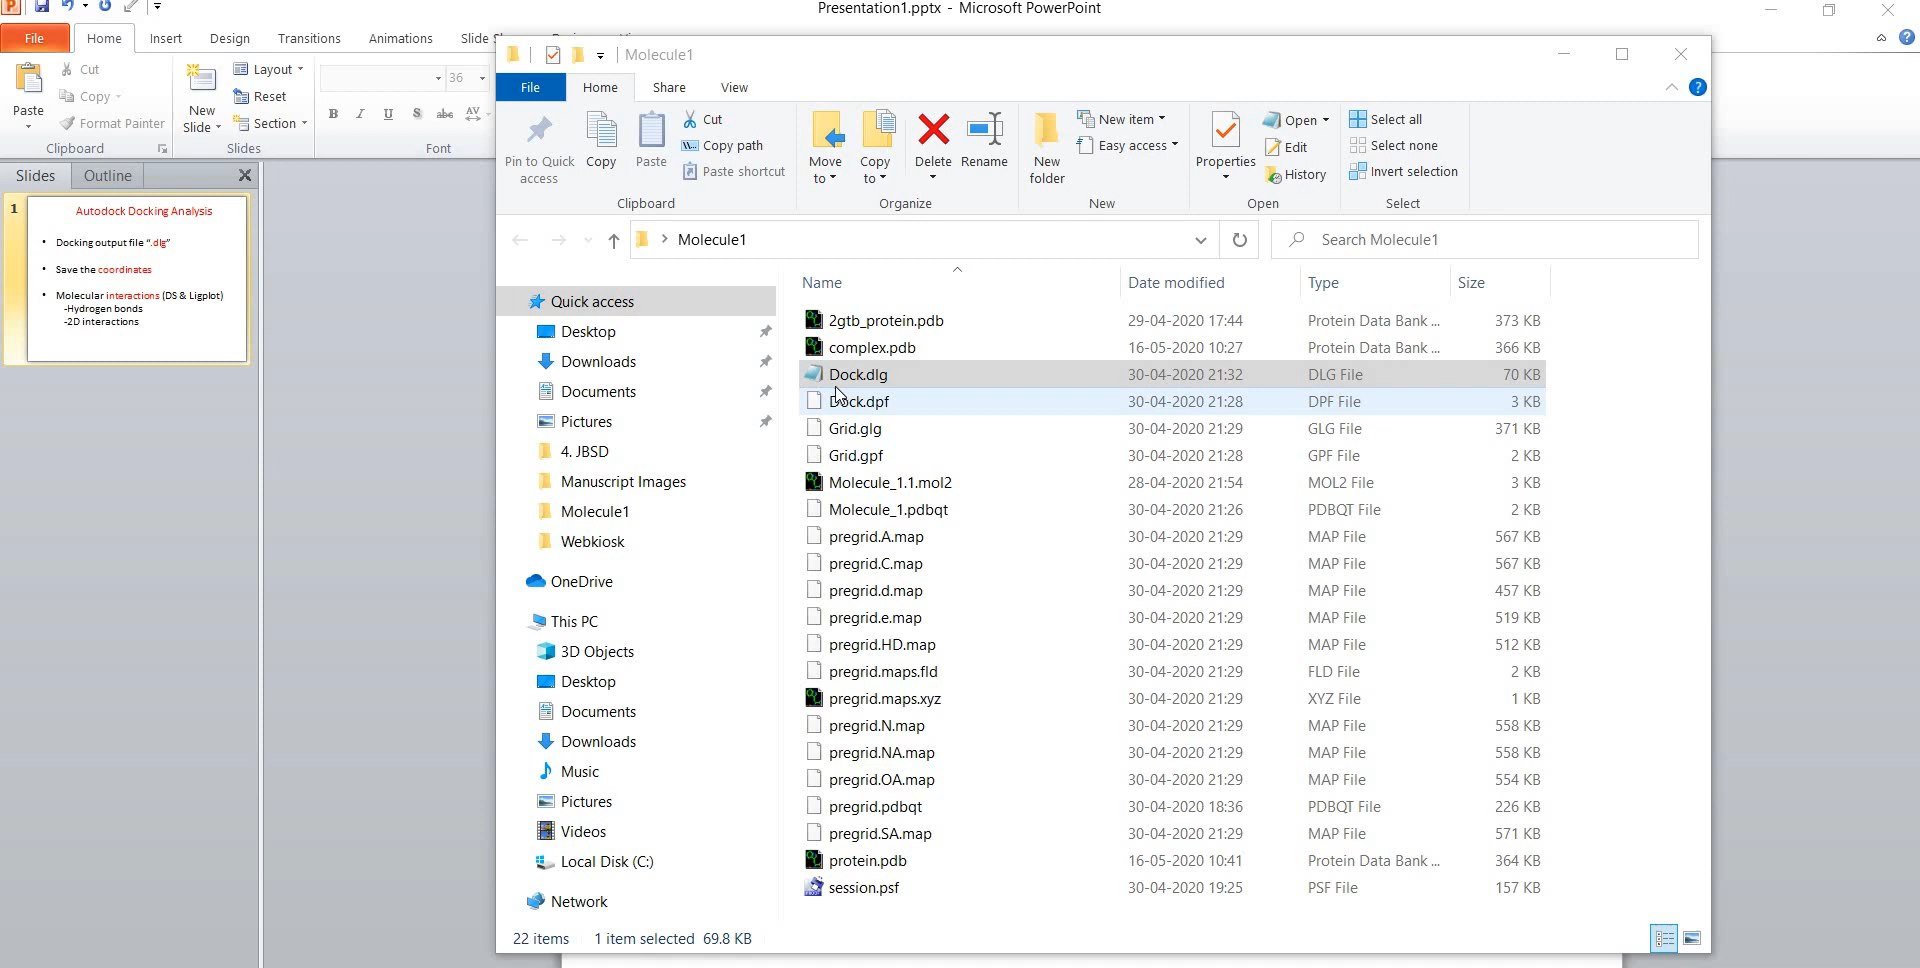 Presentation1.pptx - Microsoft PowerPoint
File Home Insert Design Transitions Animations Slide
Paste
Cut
Copy
Format Painter
Clipboard
New
Slide
Layout
Reset
Section
Slides
36
B I U S abc AV
Font
Slides Outline
1
Autodock Docking Analysis
• Docking output file ".dlg"
• Save the coordinates
• Molecular interactions (DS & Ligplot)
-Hydrogen bonds
-2D interactions
Molecule1
File Home Share View
Pin to Quick
access
Copy
Paste
Cut
Copy path
Paste shortcut
Clipboard
Move
to
Copy
to
Delete
Rename
Organize
New
folder
New item
Easy access
New
Properties
Open
Edit
History
Open
Select all
Select none
Invert selection
Select
Molecule1
Search Molecule1
Quick access
Desktop
Downloads
Documents
Pictures
4. JBSD
Manuscript Images
Molecule1
Webkiosk
OneDrive
This PC
3D Objects
Desktop
Documents
Downloads
Music
Pictures
Videos
Local Disk (C:)
Network
Name Date modified Type Size
2gtb_protein.pdb 29-04-2020 17:44 Protein Data Bank ... 373 KB
complex.pdb 16-05-2020 10:27 Protein Data Bank ... 366 KB
Dock.dlg 30-04-2020 21:32 DLG File 70 KB
Dock.dpf 30-04-2020 21:28 DPF File 3 KB
Grid.glg 30-04-2020 21:29 GLG File 371 KB
Grid.gpf 30-04-2020 21:28 GPF File 2 KB
Molecule_1.1.mol2 28-04-2020 21:54 MOL2 File 3 KB
Molecule_1.pdbqt 30-04-2020 21:26 PDBQT File 2 KB
pregrid.A.map 30-04-2020 21:29 MAP File 567 KB
pregrid.C.map 30-04-2020 21:29 MAP File 567 KB
pregrid.d.map 30-04-2020 21:29 MAP File 457 KB
pregrid.e.map 30-04-2020 21:29 MAP File 519 KB
pregrid.HD.map 30-04-2020 21:29 MAP File 512 KB
pregrid.maps.fld 30-04-2020 21:29 FLD File 2 KB
pregrid.maps.xyz 30-04-2020 21:29 XYZ File 1 KB
pregrid.N.map 30-04-2020 21:29 MAP File 558 KB
pregrid.NA.map 30-04-2020 21:29 MAP File 558 KB
pregrid.OA.map 30-04-2020 21:29 MAP File 554 KB
pregrid.pdbqt 30-04-2020 18:36 PDBQT File 226 KB
pregrid.SA.map 30-04-2020 21:29 MAP File 571 KB
protein.pdb 16-05-2020 10:41 Protein Data Bank ... 364 KB
session.psf 30-04-2020 19:25 PSF File 157 KB
22 items 1 item selected 69.8 KB